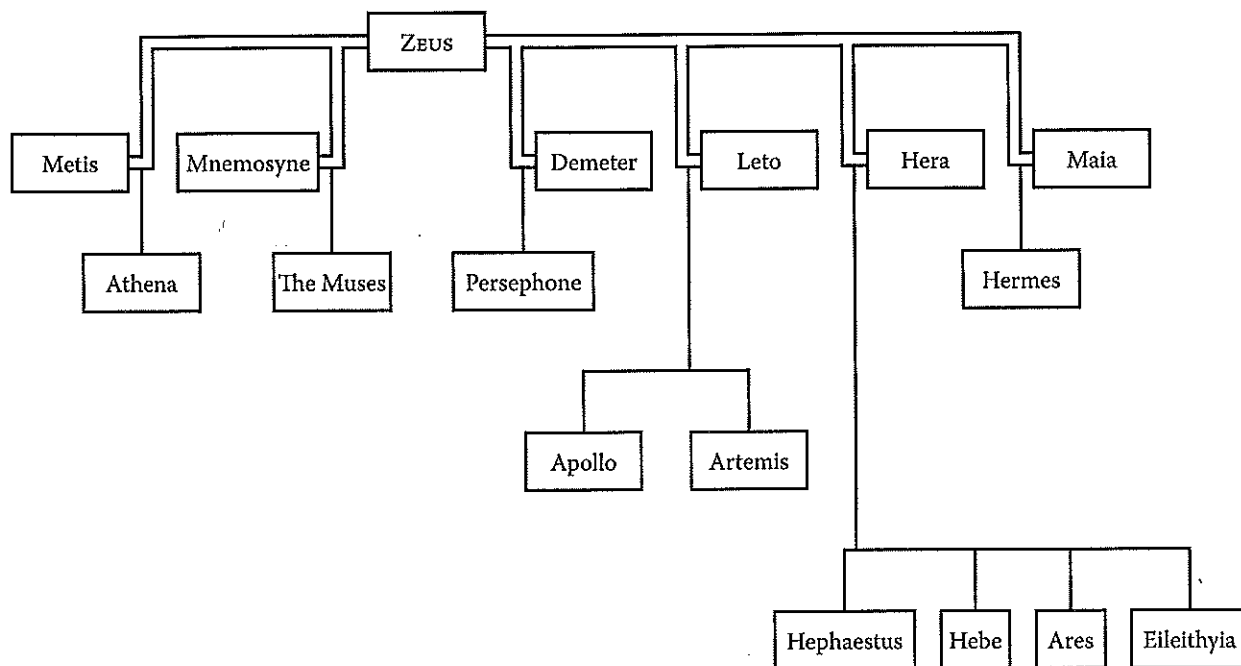 ZEUS
Metis
Mnemosyne
Demeter
Leto
Hera
Maia
Athena
The Muses
Persephone
Hermes
Apollo
Artemis
Hephaestus
Hebe
Ares
Eileithyia